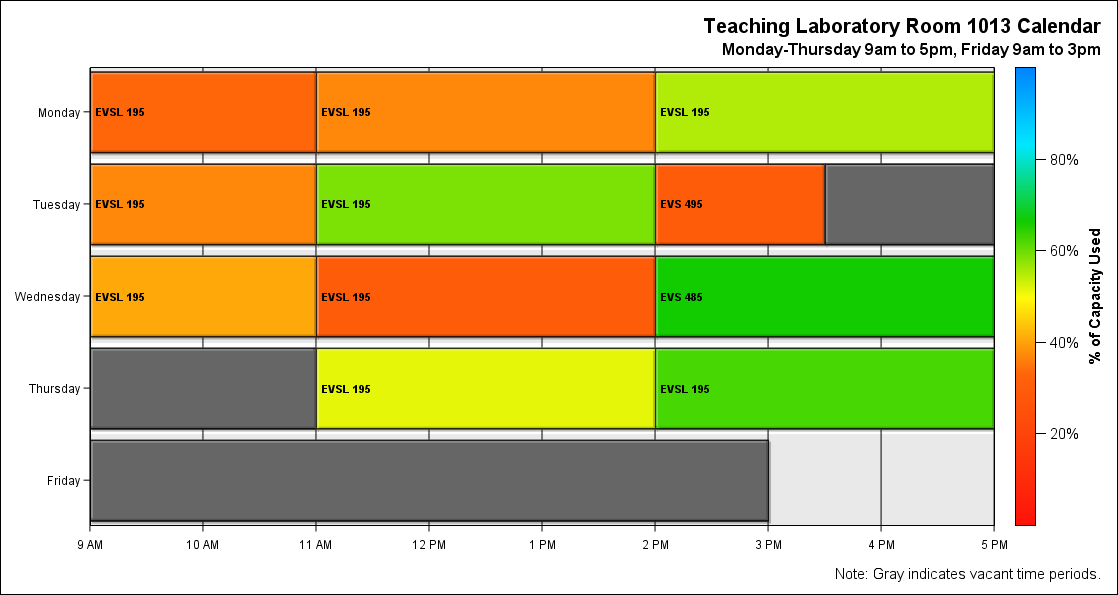 Teaching Laboratory Room 1013 Calendar
Monday-Thursday 9am to 5pm, Friday 9am to 3pm
Monday
EVSL 195
EVSL 195
EVSL 195
Tuesday
EVSL 195
EVSL 195
EVS 495
Wednesday
EVSL 195
EVSL 195
EVS 485
Thursday
EVSL 195
EVSL 195
Friday
9 AM
10 AM
11 AM
12 PM
1 PM
2 PM
3 PM
4 PM
5 PM
80%
60%
40%
20%
% of Capacity Used
Note: Gray indicates vacant time periods.